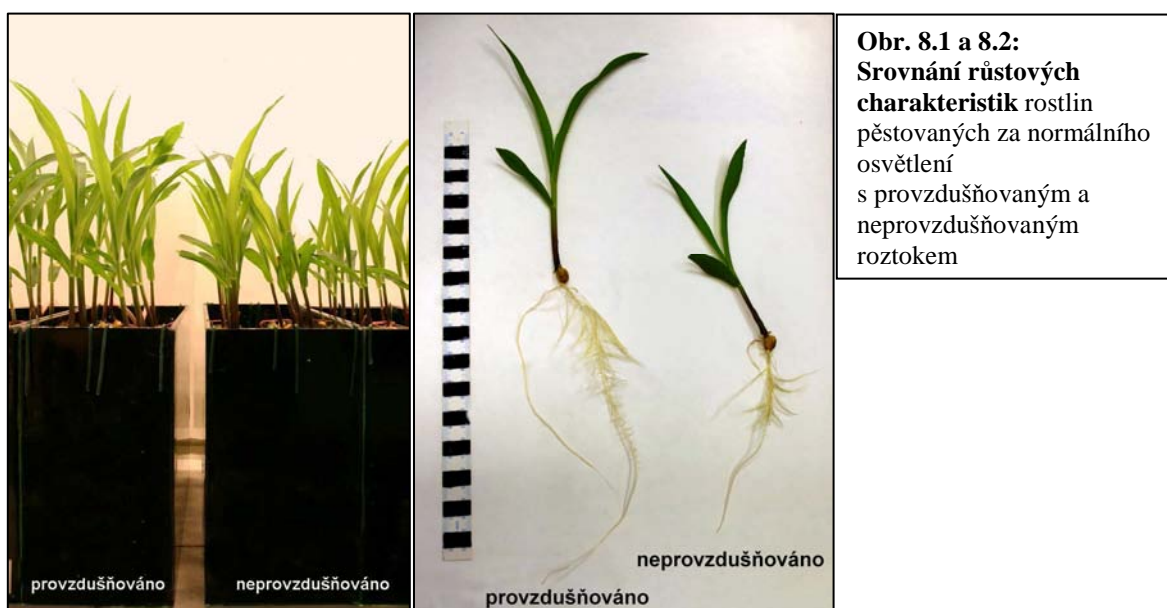 provzdušňováno
neprovzdušňováno
neprovzdušňováno
provzdušňováno
Obr. 8.1 a 8.2:
Srovnání růstových
charakteristik rostlin
pěstovaných za normálního
osvětlení
s provzdušňovaným a
neprovzdušňovaným
roztokem